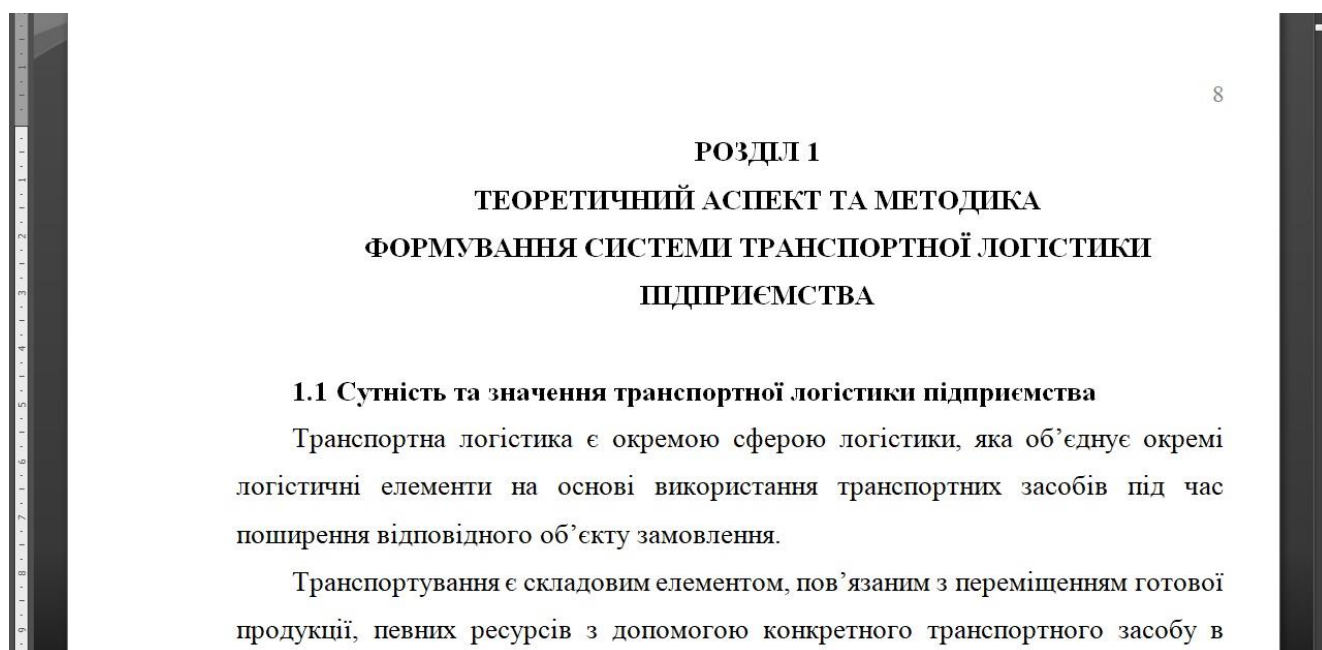 8
РОЗДІЛ 1
ТЕОРЕТИЧНИЙ АСПЕКТ ТА МЕТОДИКА
ФОРМУВАННЯ СИСТЕМИ ТРАНСПОРТНОЇ ЛОГІСТИКИ
ПІДПРИЄМСТВА
1.1 Сутність та значення транспортної логістики підприємства
Транспортна логістика є окремою сферою логістики, яка об’єднує окремі
логістичні елементи на основі використання транспортних засобів під час
поширення відповідного об’єкту замовлення.
Транспортування є складовим елементом, пов’язаним з переміщенням готової
продукції, певних ресурсів з допомогою конкретного транспортного засобу в